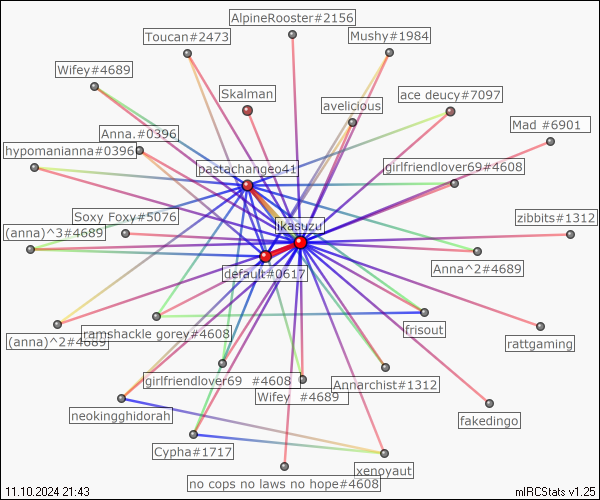 AlpineRooster#2156
Toucan#2473
Mushy#1984
Wifey#4689
Skalman
ace deucy#7097
avelicious
Mad #6901
Anna.#0396
hypomanianna#0396
pastachangeo41
girlfriendlover69#4608
Soxy Foxy#5076
zibbits#1312
ikasuzu
(anna)^3#4689
Anna^2#4689
default#0617
ramshackle gorey#4608
frisout
(anna)^2#4689
rattgaming
girlfriendlover69 #4608
Annarchist#1312
Wifey #4689
neokingghidorah
fakedingo
Cypha#1717
xenoyaut
no cops no laws no hope#4608
11.10.2024 21:43
mIRCStats v1.25